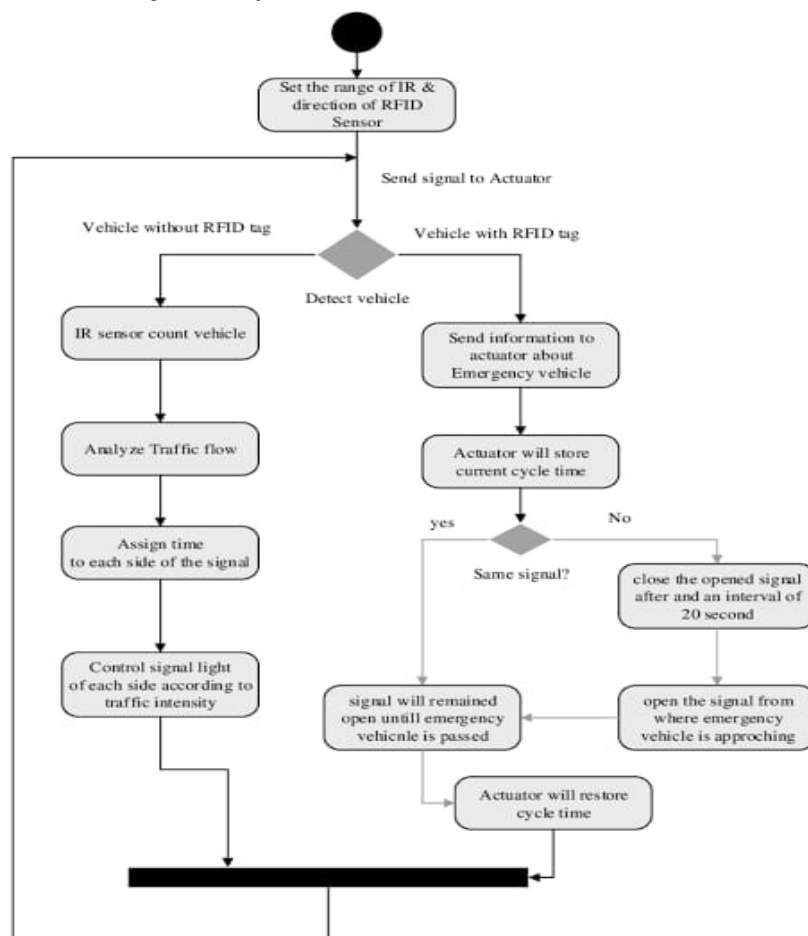 Set the range of IR &
direction of RFID
Sensor
Send signal to Actuator
Vehicle without RFID tag
Vehicle with RFID tag
Detect vehicle
IR sensor count vehicle
Send information to
actuator about
Emergency vehicle
Analyze Traffic flow
Actuator will store
current cycle time
Assign time
to each side of the signal
yes
No
Same signal?
close the opened signal
after and an interval of
20 second
Control signal light
of each side according to
traffic intensity
signal will remained
open untill emergency
vehicnle is passed
open the signal from
where emergency
vehicle is approching
Actuator will restore
cycle time